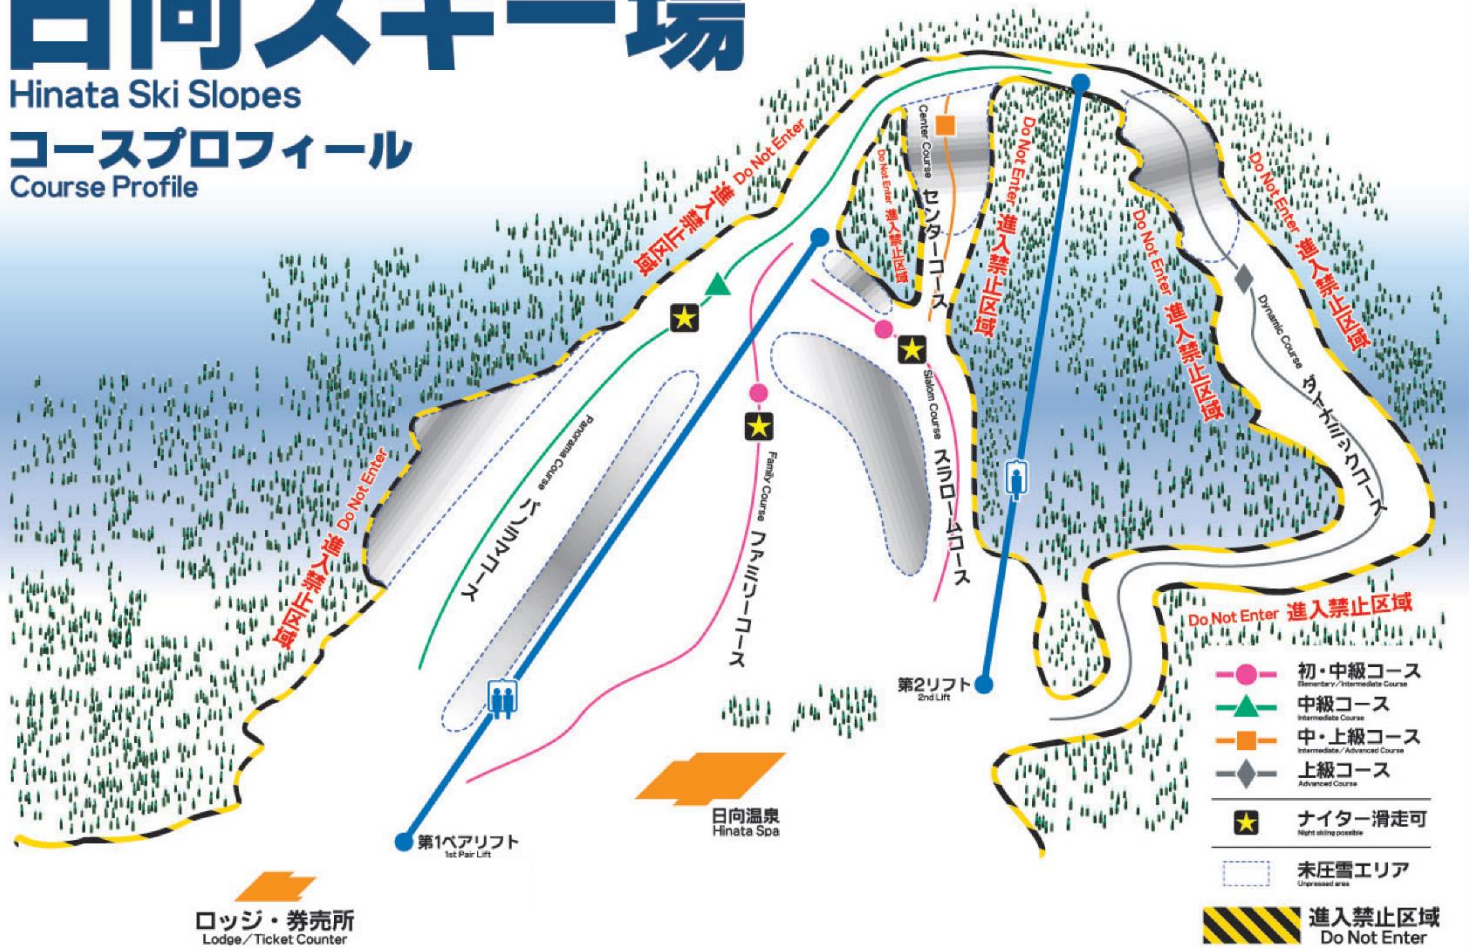 日向スキー場
Hinata Ski Slopes
コースプロフィール
Course Profile
進入禁止区域 Do Not Enter
進入禁止区域 Do Not Enter
Do Not Enter 進入禁止区域
Center Course センターコース
Do Not Enter 進入禁止区域
Do Not Enter 進入禁止区域
Do Not Enter 進入禁止区域
Dynamic Course ダイナミックコース
Panorama Course パノラマコース
Family Course ファミリーコース
Slalom Course スラロームコース
Do Not Enter 進入禁止区域
第2リフト
2nd Lift
日向温泉
Hinata Spa
第1ペアリフト
1st Pair Lift
ロッジ・券売所
Lodge/Ticket Counter
初・中級コース
Elementary/Intermediate Course
中級コース
Intermediate Course
中・上級コース
Intermediate/Advanced Course
上級コース
Advanced Course
ナイター滑走可
Night skiing possible
未圧雪エリア
Unpressed area
進入禁止区域
Do Not Enter